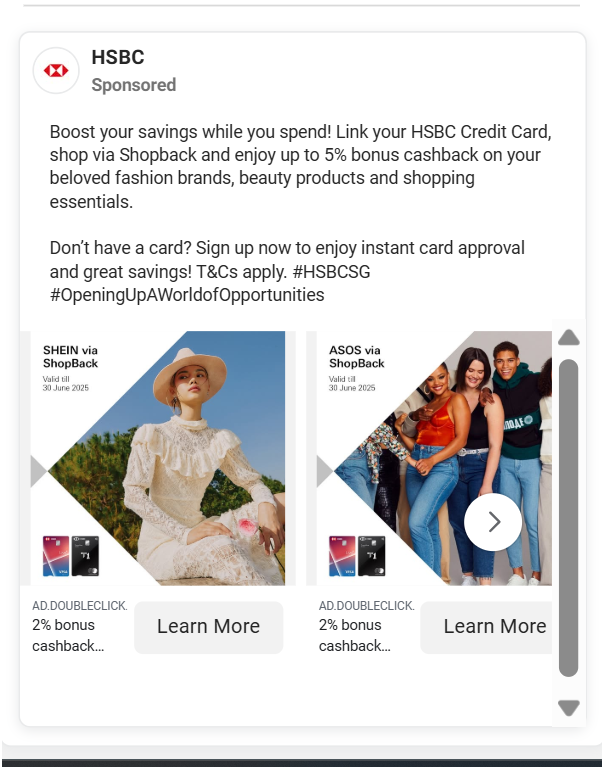 HSBC
Sponsored
Boost your savings while you spend! Link your HSBC Credit Card,
shop via Shopback and enjoy up to 5% bonus cashback on your
beloved fashion brands, beauty products and shopping
essentials.
Don’t have a card? Sign up now to enjoy instant card approval
and great savings! T&Cs apply. #HSBCSG
#OpeningUpAWorldofOpportunities
SHEIN via
ShopBack
Valid till
30 June 2025
ASOS via
ShopBack
Valid till
30 June 2025
AD.DOUBLECLICK.
2% bonus
cashback...
Learn More
AD.DOUBLECLICK.
2% bonus
cashback...
Learn More